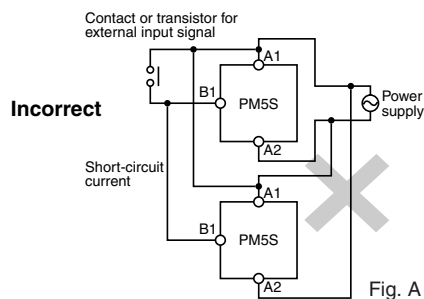 Contact or transistor for
external input signal
A1
Incorrect
B1
PM5S
Power
supply
A2
Short-circuit
current
A1
B1
PM5S
A2
Fig. A